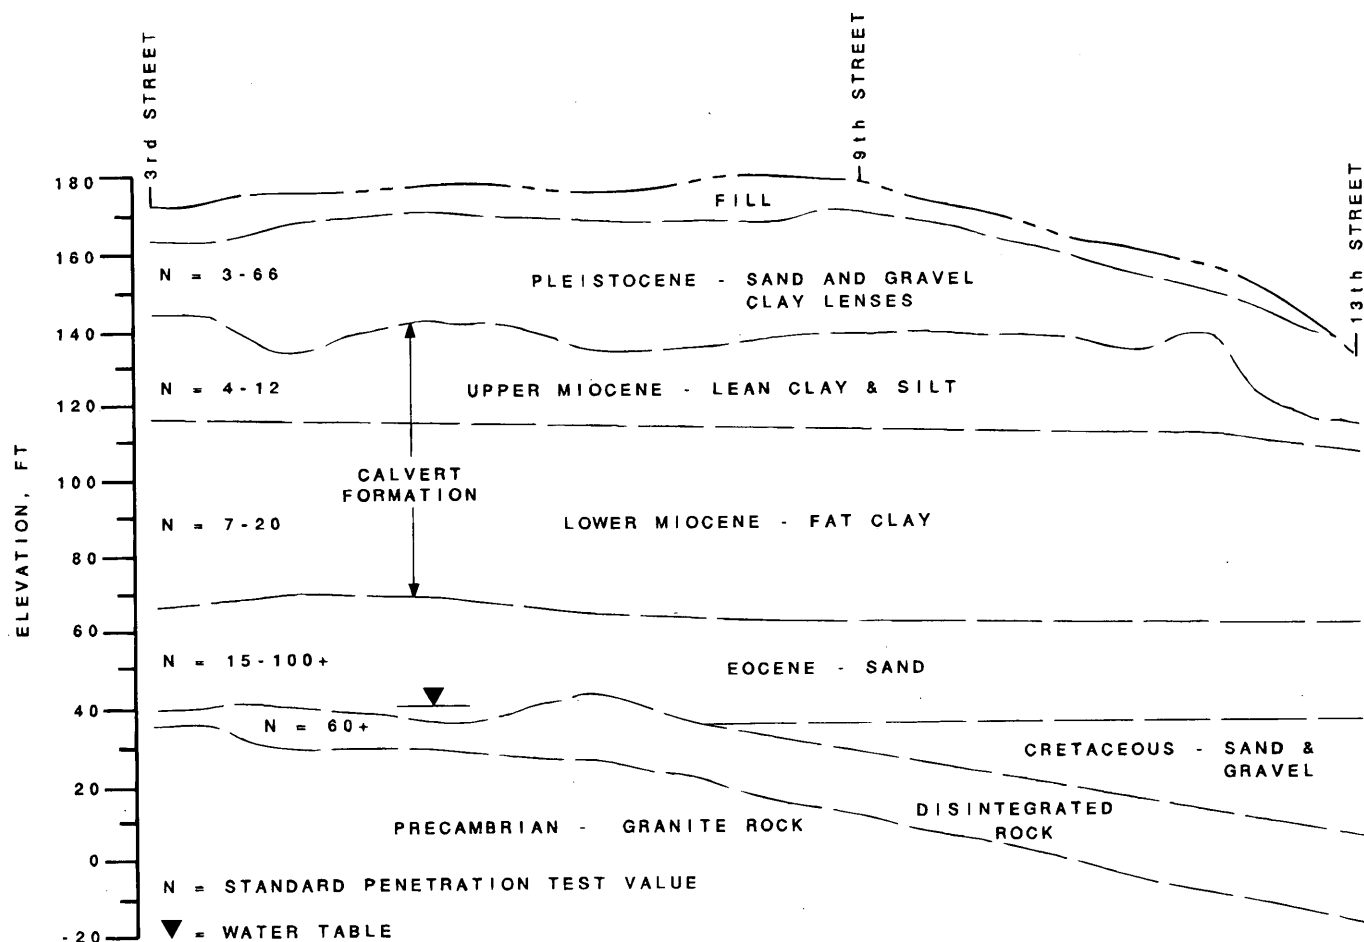 3rd STREET
9th STREET
13th STREET
ELEVATION, FT
180
160
140
120
100
80
60
40
20
0
-20
FILL
N = 3-66
PLEISTOCENE - SAND AND GRAVEL
CLAY LENSES
N = 4-12
UPPER MIOCENE - LEAN CLAY & SILT
CALVERT
FORMATION
N = 7-20
LOWER MIOCENE - FAT CLAY
N = 15-100+
EOCENE - SAND
N = 60+
CRETACEOUS - SAND &
GRAVEL
DISINTEGRATED
ROCK
PRECAMBRIAN - GRANITE ROCK
N = STANDARD PENETRATION TEST VALUE
▼ = WATER TABLE